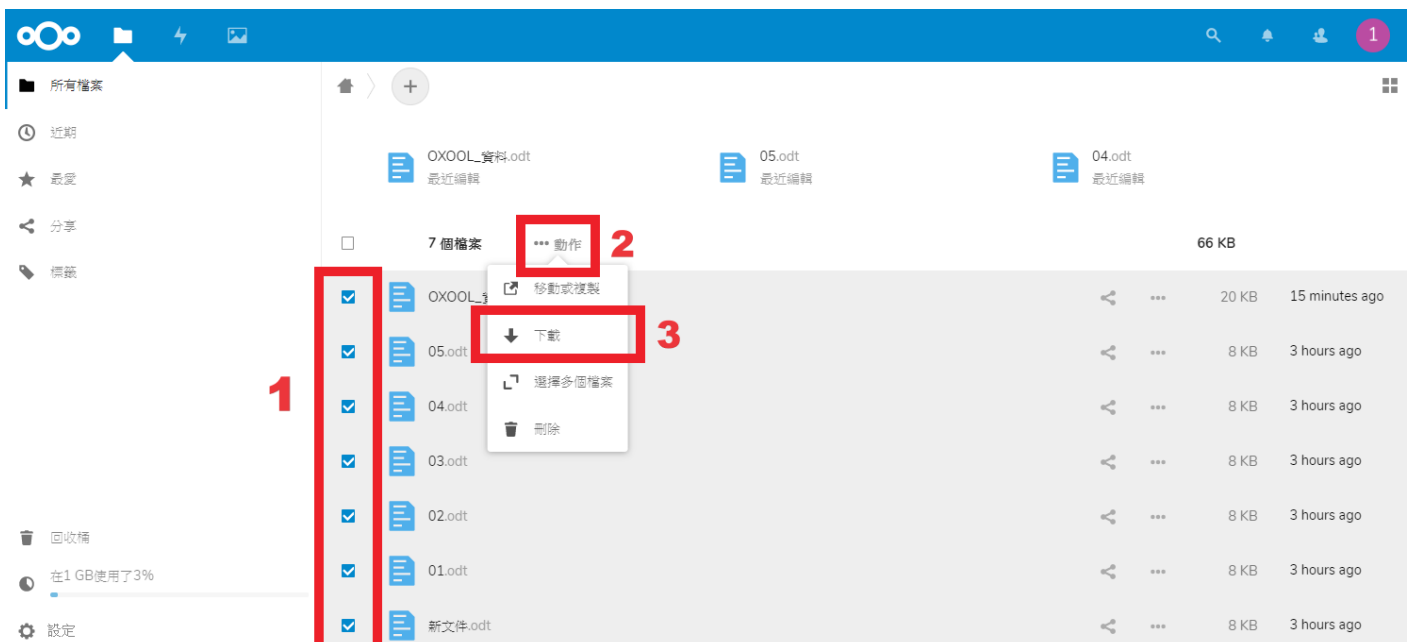 1
所有檔案
近期
OXOOL_資料.odt
最近編輯
05.odt
最近編輯
04.odt
最近編輯
最愛
分享
標籤
7 個檔案
動作
2
66 KB
移動或複製
下載
3
選擇多個檔案
刪除
1
OXOOL_
20 KB
15 minutes ago
05.odt
8 KB
3 hours ago
04.odt
8 KB
3 hours ago
03.odt
8 KB
3 hours ago
02.odt
8 KB
3 hours ago
01.odt
8 KB
3 hours ago
新文件.odt
8 KB
3 hours ago
回收桶
在1 GB使用了3%
設定